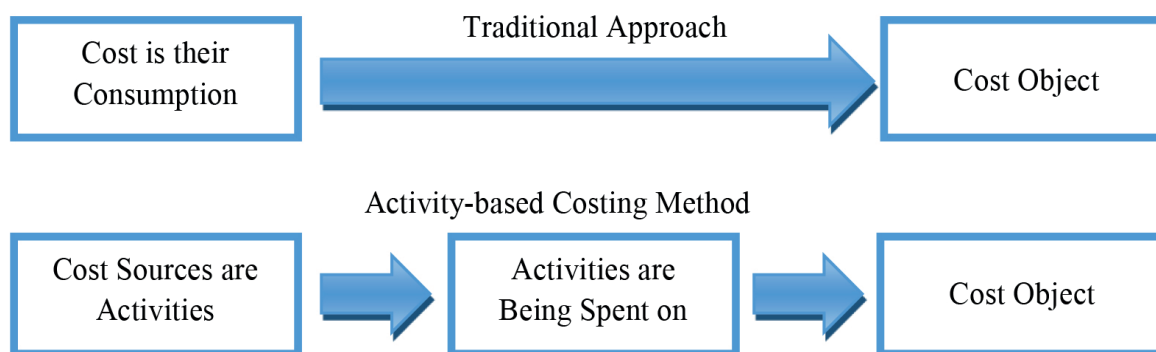 Traditional Approach
Cost is their
Consumption
Cost Object
Activity-based Costing Method
Cost Sources are
Activities
Activities are
Being Spent on
Cost Object